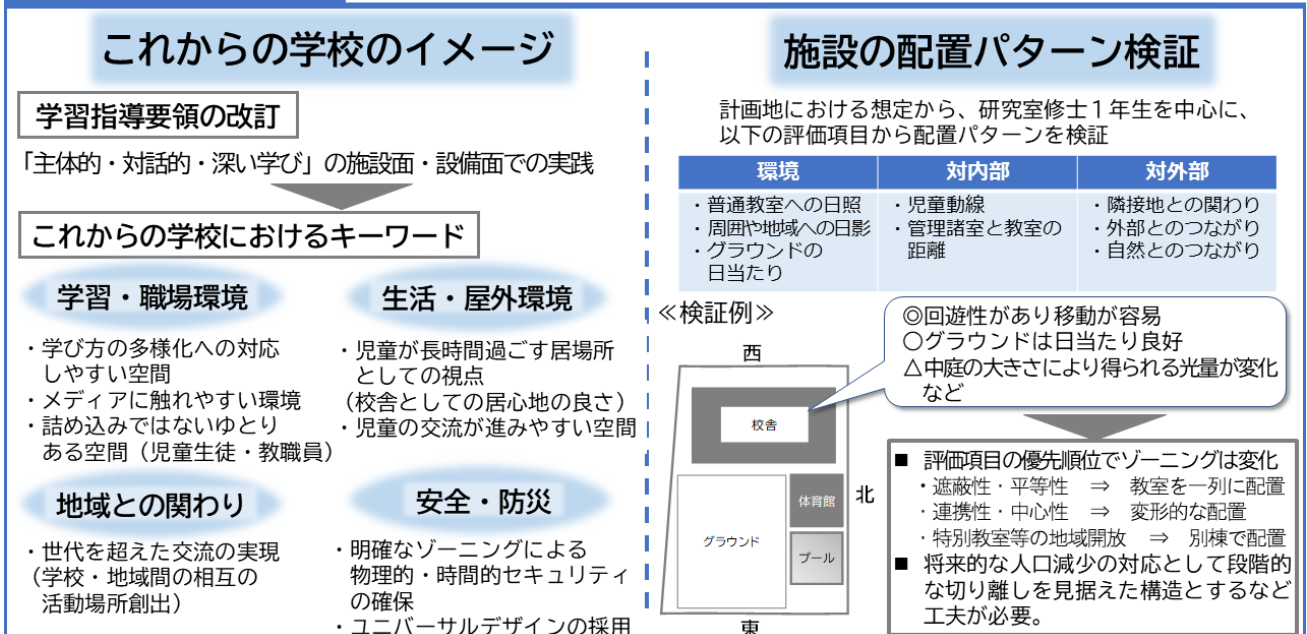 これからの学校のイメージ
学習指導要領の改訂
「主体的・対話的・深い学び」の施設面・設備面での実践
これからの学校におけるキーワード
学習・職場環境
・学び方の多様化への対応
しやすい空間
・メディアに触れやすい環境
・詰め込みではないゆとり
ある空間（児童生徒・教職員）
生活・屋外環境
・児童が長時間過ごす居場所
としての視点
（校舎としての居心地の良さ）
・児童の交流が進みやすい空間
地域との関わり
・世代を超えた交流の実現
（学校・地域間の相互の
活動場所創出）
安全・防災
・明確なゾーニングによる
物理的・時間的セキュリティ
の確保
・ユニバーサルデザインの採用
施設の配置パターン検証
計画地における想定から、研究室修士１年生を中心に、
以下の評価項目から配置パターンを検証
環境
・普通教室への日照
・周囲や地域への日影
・グラウンドの
日当たり
対内部
・児童動線
・管理諸室と教室の
距離
対外部
・隣接地との関わり
・外部とのつながり
・自然とのつながり
≪検証例≫
◎回遊性があり移動が容易
〇グラウンドは日当たり良好
△中庭の大きさにより得られる光量が変化
など
西
校舎
体育館
北
グラウンド
プール
東
■ 評価項目の優先順位でゾーニングは変化
・遮蔽性・平等性 ⇒ 教室を一列に配置
・連携性・中心性 ⇒ 変形的な配置
・特別教室等の地域開放 ⇒ 別棟で配置
■ 将来的な人口減少の対応として段階的
な切り離しを見据えた構造とするなど
工夫が必要。